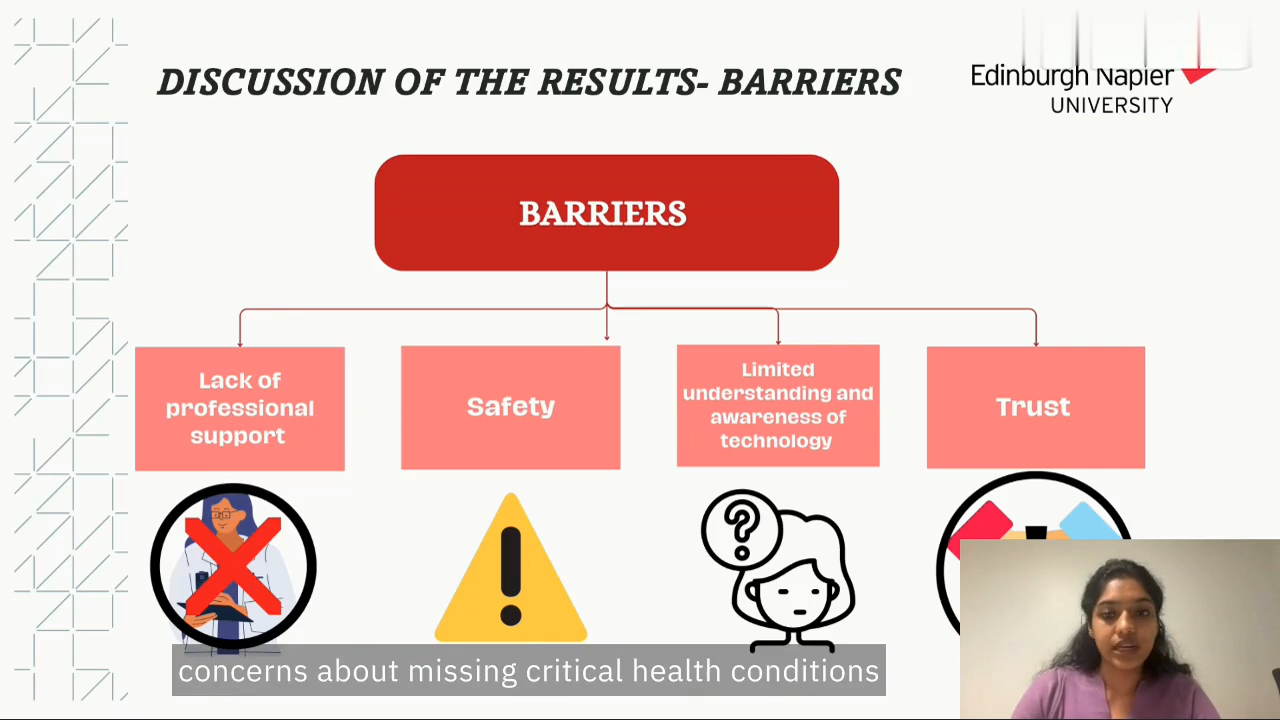 DISCUSSION OF THE RESULTS- BARRIERS
Edinburgh Napier
UNIVERSITY
BARRIERS
Lack of
professional
support
Safety
Limited
understanding and
awareness of
technology
Trust
?
concerns about missing critical health conditions